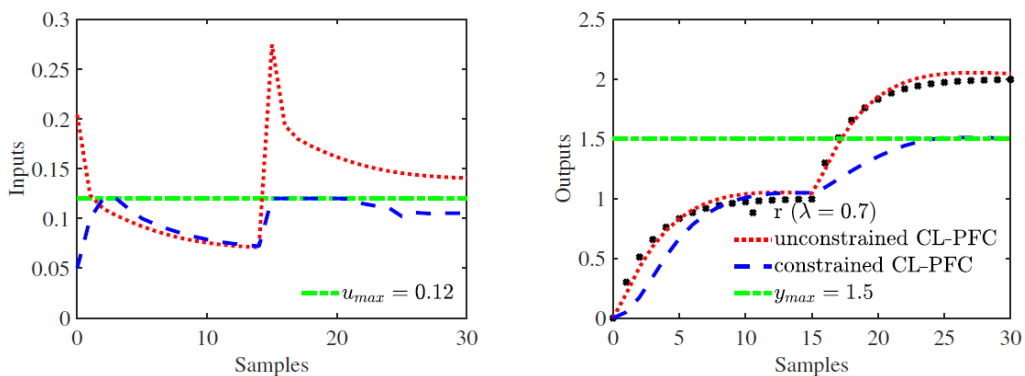 0.3
0.25
0.2
0.15
0.1
0.05
0
Inputs
0
10
20
30
Samples
u_max = 0.12
2.5
2
1.5
1
0.5
0
Outputs
0
5
10
15
20
25
30
Samples
r (λ = 0.7)
unconstrained CL-PFC
constrained CL-PFC
y_max = 1.5